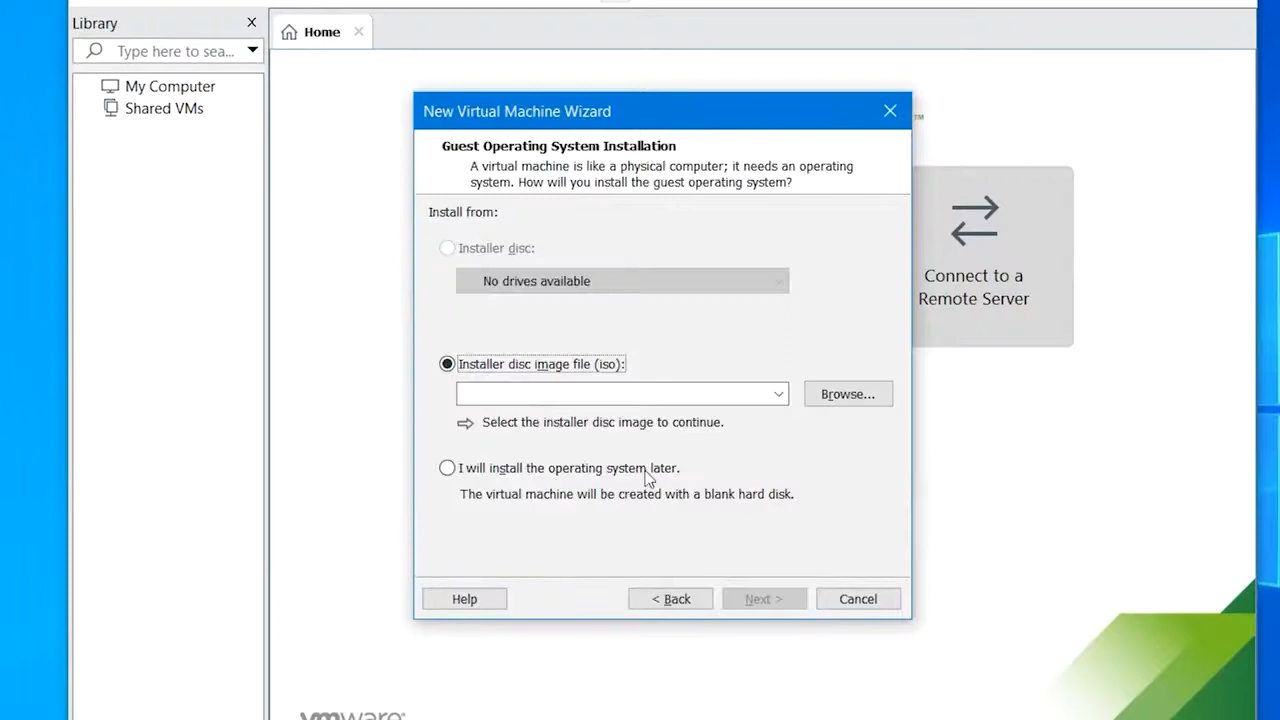 Library
Type here to sea...
My Computer
Shared VMs
Home
New Virtual Machine Wizard
Guest Operating System Installation
A virtual machine is like a physical computer; it needs an operating
system. How will you install the guest operating system?
Install from:
Installer disc:
No drives available
Installer disc image file (iso):
Browse...
Select the installer disc image to continue.
I will install the operating system later.
The virtual machine will be created with a blank hard disk.
Help
< Back
Next >
Cancel
™
Connect to a
Remote Server
vmware